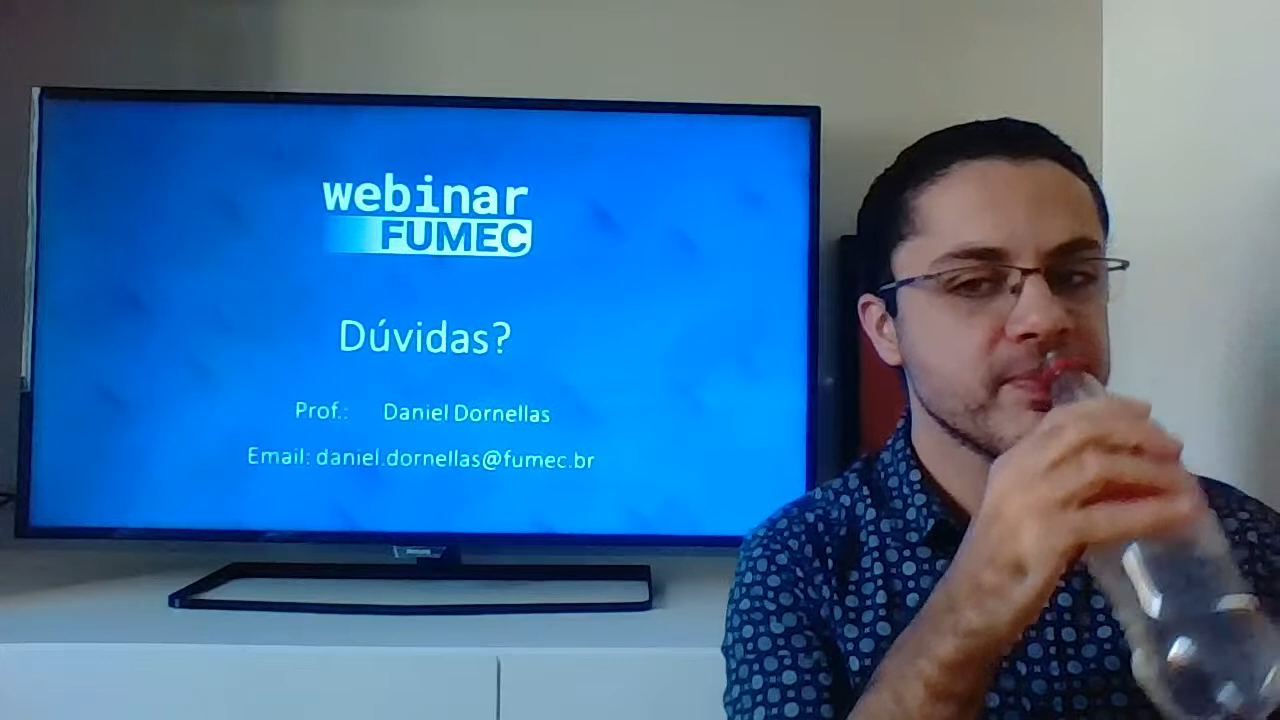 webinar
FUMEC
Dúvidas?
Prof.: Daniel Dornellas
Email: daniel.dornellas@fumec.br